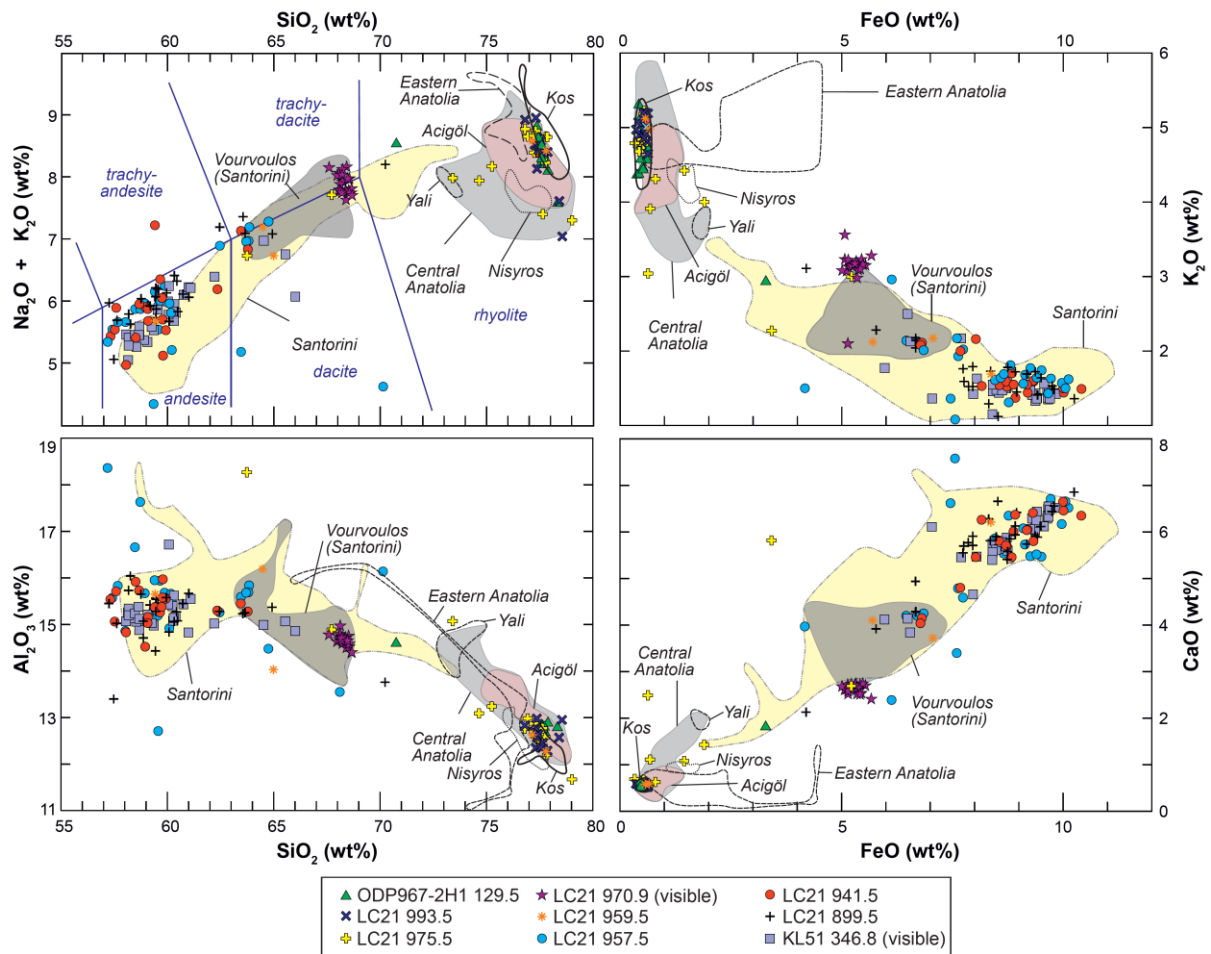 SiO2 (wt%)
55 60 65 70 75 80
Na2O + K2O (wt%)
9
8
7
6
5
trachy-
dacite
trachy-
andesite
Vourvoulos
(Santorini)
Eastern
Anatolia
Kos
Acigöl
Yali
Central
Anatolia
Nisyros
rhyolite
Santorini
dacite
andesite
FeO (wt%)
0 5 10
K2O (wt%)
6
5
4
3
2
1
Kos
Eastern Anatolia
Nisyros
Yali
Acigöl
Central
Anatolia
Vourvoulos
(Santorini)
Santorini
Al2O3 (wt%)
19
17
15
13
11
Vourvoulos
(Santorini)
Eastern Anatolia
Yali
Acigöl
Santorini
Central
Anatolia
Nisyros
Kos
55 60 65 70 75 80
SiO2 (wt%)
CaO (wt%)
8
6
4
2
0
Santorini
Central
Anatolia
Vourvoulos
(Santorini)
Yali
Kos
Nisyros
Acigöl
Eastern Anatolia
0 5 10
FeO (wt%)
ODP967-2H1 129.5
LC21 993.5
LC21 975.5
LC21 970.9 (visible)
LC21 959.5
LC21 957.5
LC21 941.5
LC21 899.5
KL51 346.8 (visible)